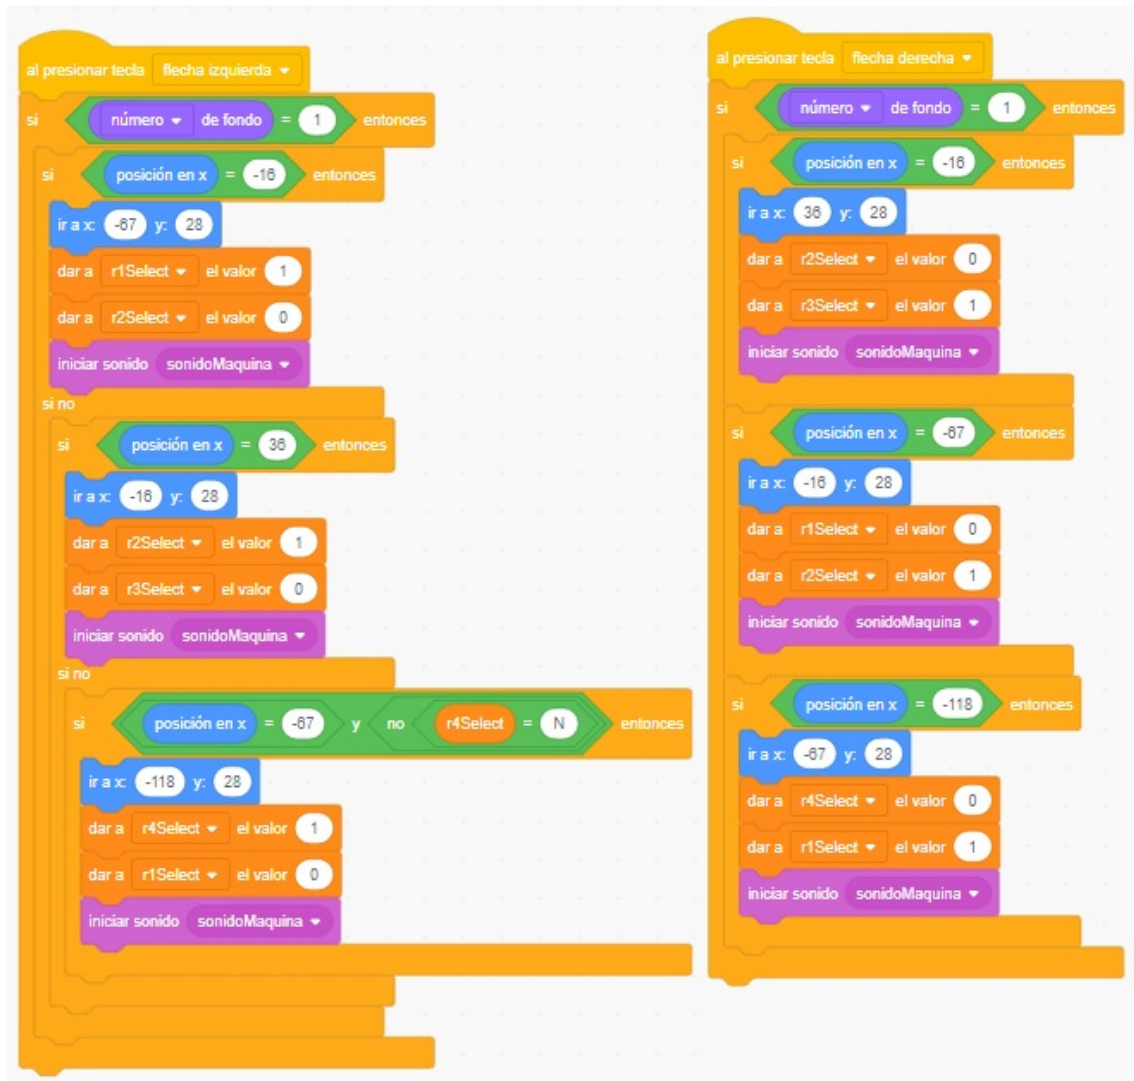 al presionar tecla flecha izquierda
si número de fondo = 1 entonces
si posición en x = -16 entonces
ir a x: -67 y: 28
dar a r1Select el valor 1
dar a r2Select el valor 0
iniciar sonido sonidoMaquina
si no
si posición en x = 36 entonces
ir a x: -16 y: 28
dar a r2Select el valor 1
dar a r3Select el valor 0
iniciar sonido sonidoMaquina
si no
si posición en x = -67 y no r4Select = N entonces
ir a x: -118 y: 28
dar a r4Select el valor 1
dar a r1Select el valor 0
iniciar sonido sonidoMaquina
al presionar tecla flecha derecha
si número de fondo = 1 entonces
si posición en x = -16 entonces
ir a x: 36 y: 28
dar a r2Select el valor 0
dar a r3Select el valor 1
iniciar sonido sonidoMaquina
si posición en x = -67 entonces
ir a x: -16 y: 28
dar a r1Select el valor 0
dar a r2Select el valor 1
iniciar sonido sonidoMaquina
si posición en x = -118 entonces
ir a x: -67 y: 28
dar a r4Select el valor 0
dar a r1Select el valor 1
iniciar sonido sonidoMaquina